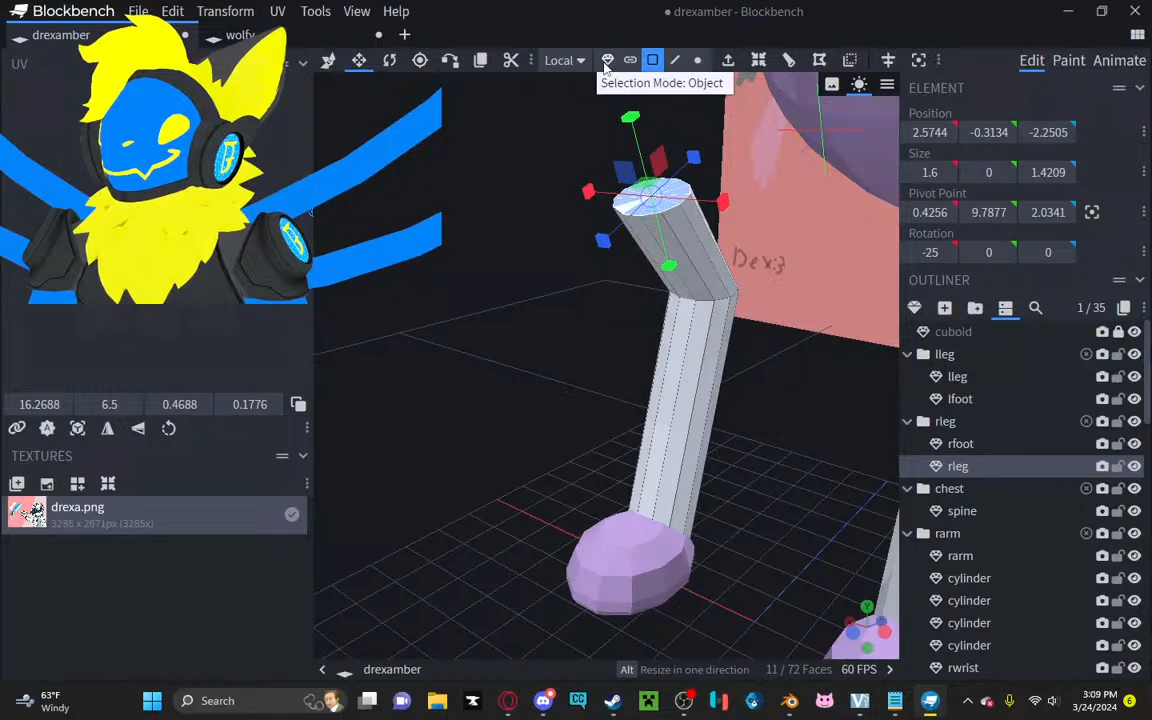 Blockbench File Edit Transform UV Tools View Help
drexamber - Blockbench
drexamber wolfy
Local
Edit Paint Animate
Selection Mode: Object
UV
ELEMENT
Position
2.5744 -0.3134 -2.2505
Size
1.6 0 1.4209
Pivot Point
0.4256 9.7877 2.0341
Rotation
-25 0 0
Dex:3
OUTLINER
1 / 35
cuboid
lleg
lleg
lfoot
rleg
rfoot
rleg
chest
spine
rarm
rarm
cylinder
cylinder
cylinder
cylinder
rwrist
16.2688 6.5 0.4688 0.1776
TEXTURES
drexa.png
3285 x 2671px (3285x)
drexamber
Alt Resize in one direction
11 / 72 Faces
60 FPS
63°F
Windy
Search
3:09 PM
3/24/2024
6